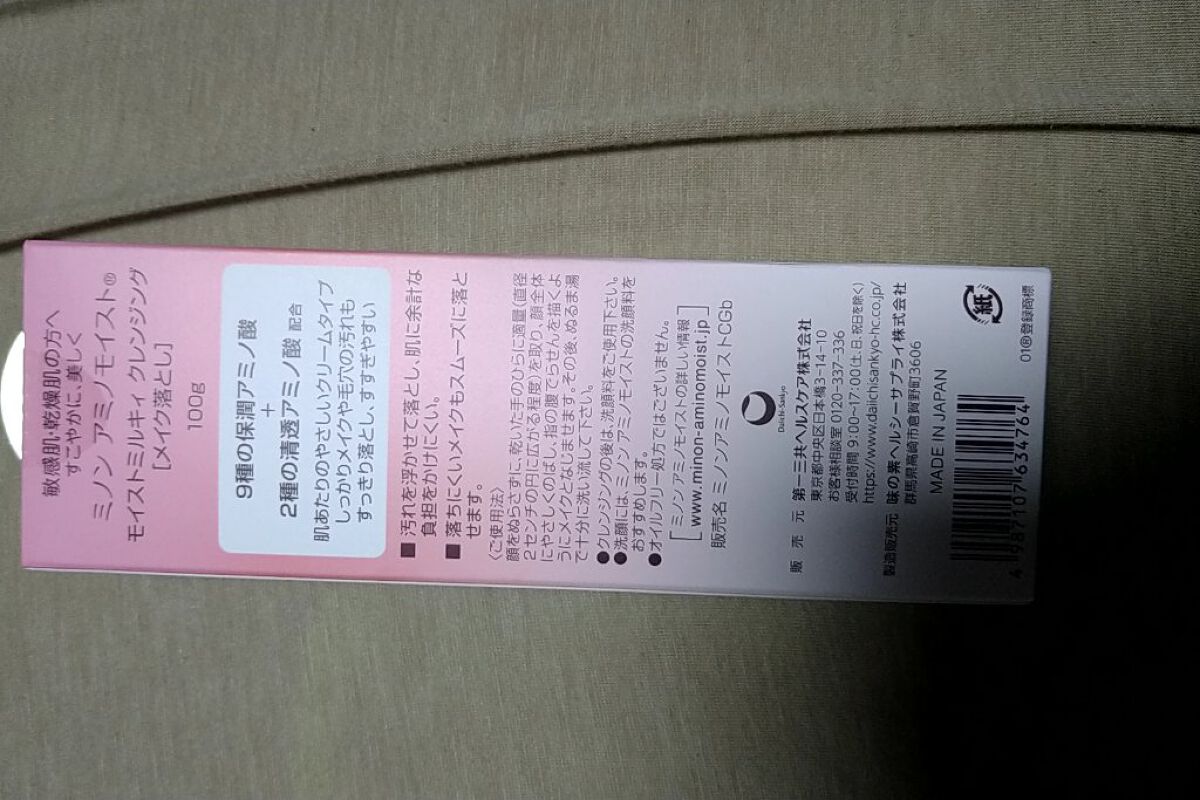 敏感肌・乾燥肌の方へ
すこやかに、美しく
ミノン アミノモイスト®
モイストミルキィ クレンジング
[メイク落とし]
100g
9種の保潤アミノ酸
+
2種の清透アミノ酸 配合
肌あたりのやさしいクリームタイプ
しっかりメイクや毛穴の汚れも
すっきり落とし、すすぎやすい
■ 汚れを浮かせて落とし、肌に余計な
負担をかけにくい。
■ 落ちにくいメイクもスムーズに落と
せます。
〈ご使用法〉
顔をぬらさずに、乾いた手のひらに適量(直径
2センチの円に広がる程度)を取り、顔全体
にやさしくのばし、指の腹でらせんを描くよ
うにメイクとなじませます。その後、ぬるま湯
で十分に洗い流して下さい。
●クレンジングの後は、洗顔料をご使用下さい。
●洗顔には、ミノン アミノモイストの洗顔料を
おすすめします。
●オイルフリー処方ではございません。
[ミノン アミノモイストの詳しい情報]
[www.minon-aminomoist.jp]
販売名 ミノンアミノモイストCGb
Daiichi-Sankyo
販売元 第一三共ヘルスケア株式会社
東京都中央区日本橋3-14-10
お客様相談室 0120-337-336
受付時間 9:00~17:00(土、日、祝日を除く)
https://www.daiichisankyo-hc.co.jp/
製造販売元 味の素ヘルシーサプライ株式会社
群馬県高崎市倉賀野町3606
MADE IN JAPAN
4 987107 634764
紙
01®登録商標